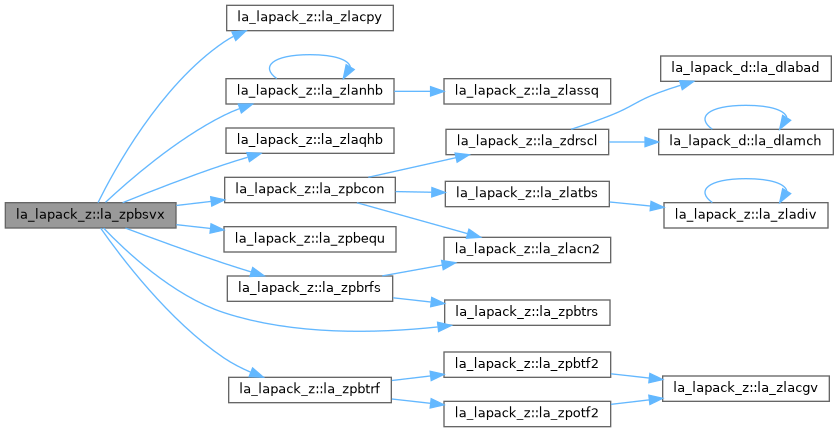 la_lapack_z::la_zpbsvx
la_lapack_z::la_zlacpy
la_lapack_z::la_zlanhb
la_lapack_z::la_zlaqhb
la_lapack_z::la_zpbcon
la_lapack_z::la_zpbequ
la_lapack_z::la_zpbrfs
la_lapack_z::la_zpbtrf
la_lapack_z::la_zlassq
la_lapack_z::la_zdrscl
la_lapack_z::la_zlatbs
la_lapack_z::la_zlacn2
la_lapack_z::la_zpbtrs
la_lapack_z::la_zpbtf2
la_lapack_z::la_zpotf2
la_lapack_d::la_dlabad
la_lapack_d::la_dlamch
la_lapack_z::la_zladiv
la_lapack_z::la_zlacgv